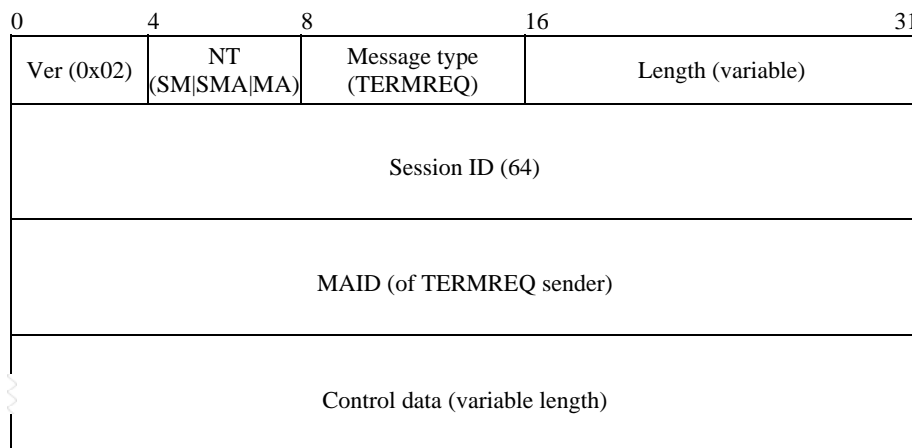 0 4 8 16 31
Ver (0x02)
NT
(SM|SMA|MA)
Message type
(TERMREQ)
Length (variable)
Session ID (64)
MAID (of TERMREQ sender)
Control data (variable length)